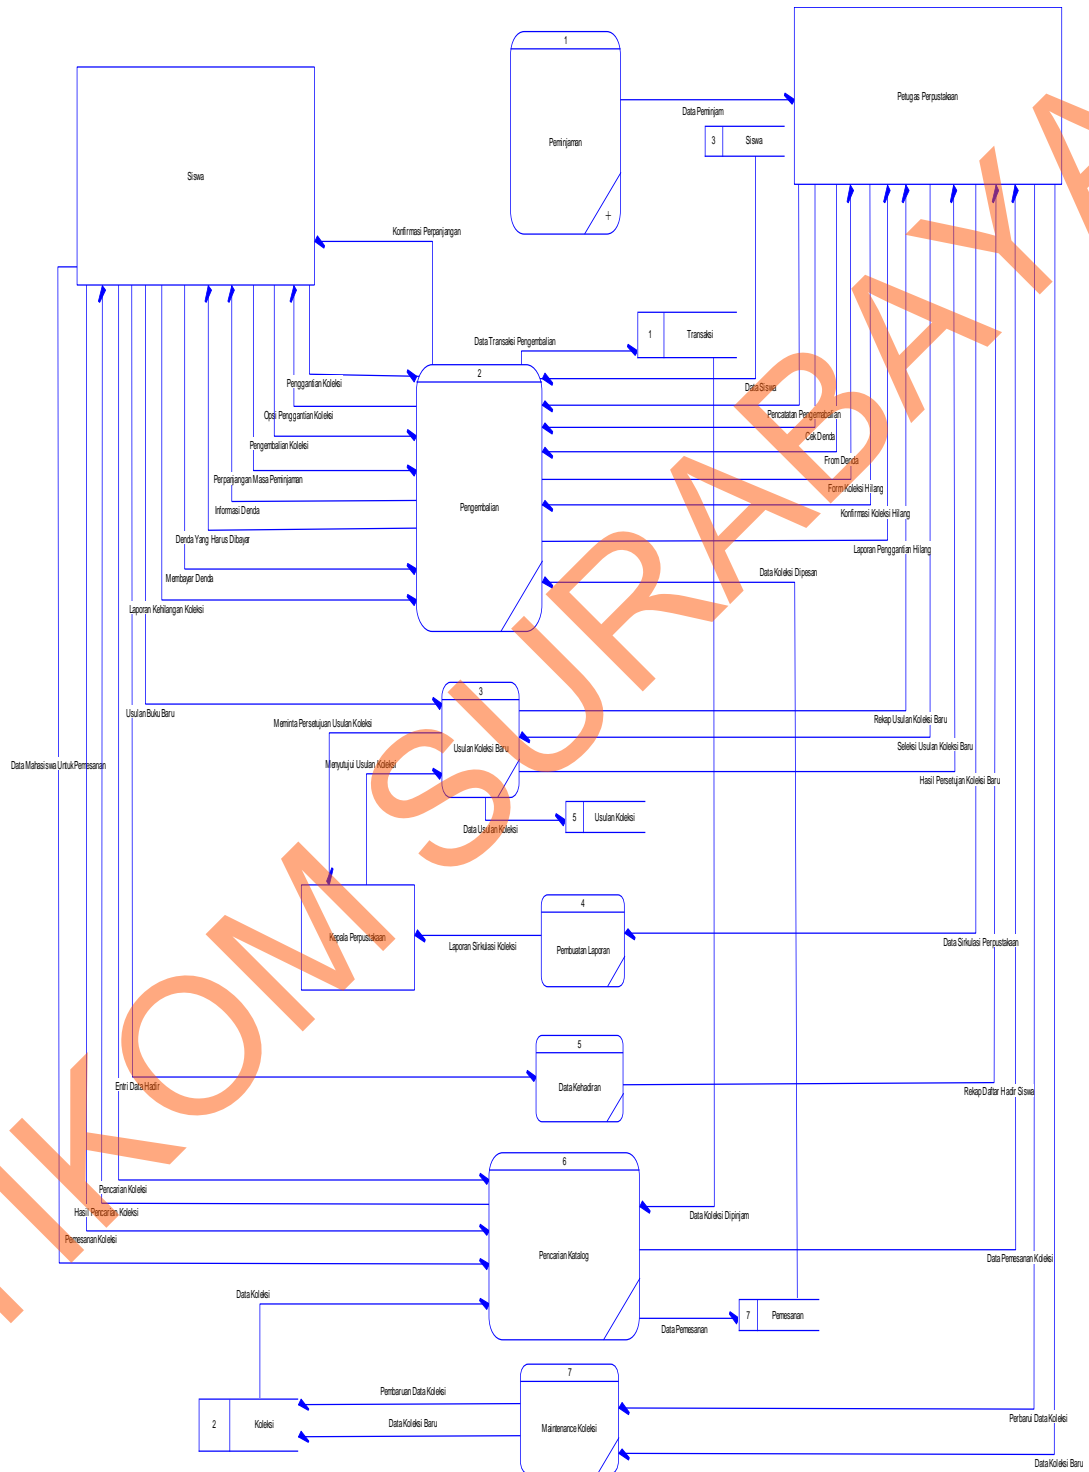 1
Peminjaman
Petugas Perpustakaan
Data Peminjam
3
Siswa
Siswa
Konfirmasi Perpanjangan
Data Transaksi Pengembalian
1
Transaksi
2
Pengembalian
Data Siswa
Penggantian Koleksi
Opsi Penggantian Koleksi
Pengembalian Koleksi
Perpanjangan Masa Peminjaman
Informasi Denda
Denda Yang Harus Dibayar
Membayar Denda
Laporan Kehilangan Koleksi
Pencatatan Pengemabalian
Cek Denda
From Denda
Form Koleksi Hilang
Konfirmasi Koleksi Hilang
Laporan Penggantian Hilang
Data Koleksi Dipesan
3
Usulan Koleksi Baru
Usulan Buku Baru
Meminta Persetujuan Usulan Koleksi
Menyutujui Usulan Koleksi
Data Mahasiswa Untuk Pemesanan
Rekap Usulan Koleksi Baru
Seleksi Usulan Koleksi Baru
Hasil Persetujan Koleksi Baru
Data Usulan Koleksi
5
Usulan Koleksi
Kepala Perpustakaan
Laporan Sirkulasi Koleksi
4
Pembuatan Laporan
Data Sirkulasi Perpustakaan
5
Data Kehadiran
Entri Data Hadir
Rekap Daftar Hadir Siswa
6
Pencarian Katalog
Pencarian Koleksi
Hasil Pencarian Koleksi
Pemesanan Koleksi
Data Koleksi Dipinjam
Data Pemesanan Koleksi
Data Koleksi
Data Pemesanan
7
Pemesanan
7
Maintenance Koleksi
Pembaruan Data Koleksi
Data Koleksi Baru
2
Koleksi
Perbarui Data Koleksi
Data Koleksi Baru
IKOM SURABAYA